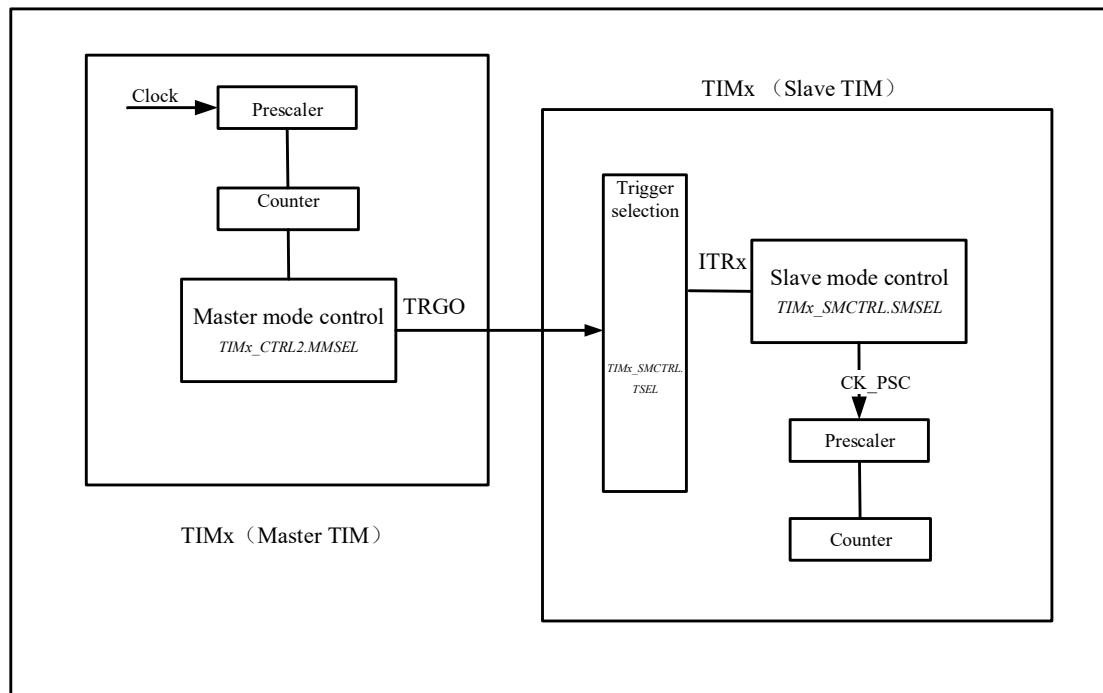 Clock
Prescaler
Counter
Master mode control
TIMx_CTRL2.MMSEL
TRGO
TIMx（Master TIM）
TIMx （Slave TIM）
Trigger
selection
TIMx_SMCTRL.
TSEL
ITRx
Slave mode control
TIMx_SMCTRL.SMSEL
CK_PSC
Prescaler
Counter